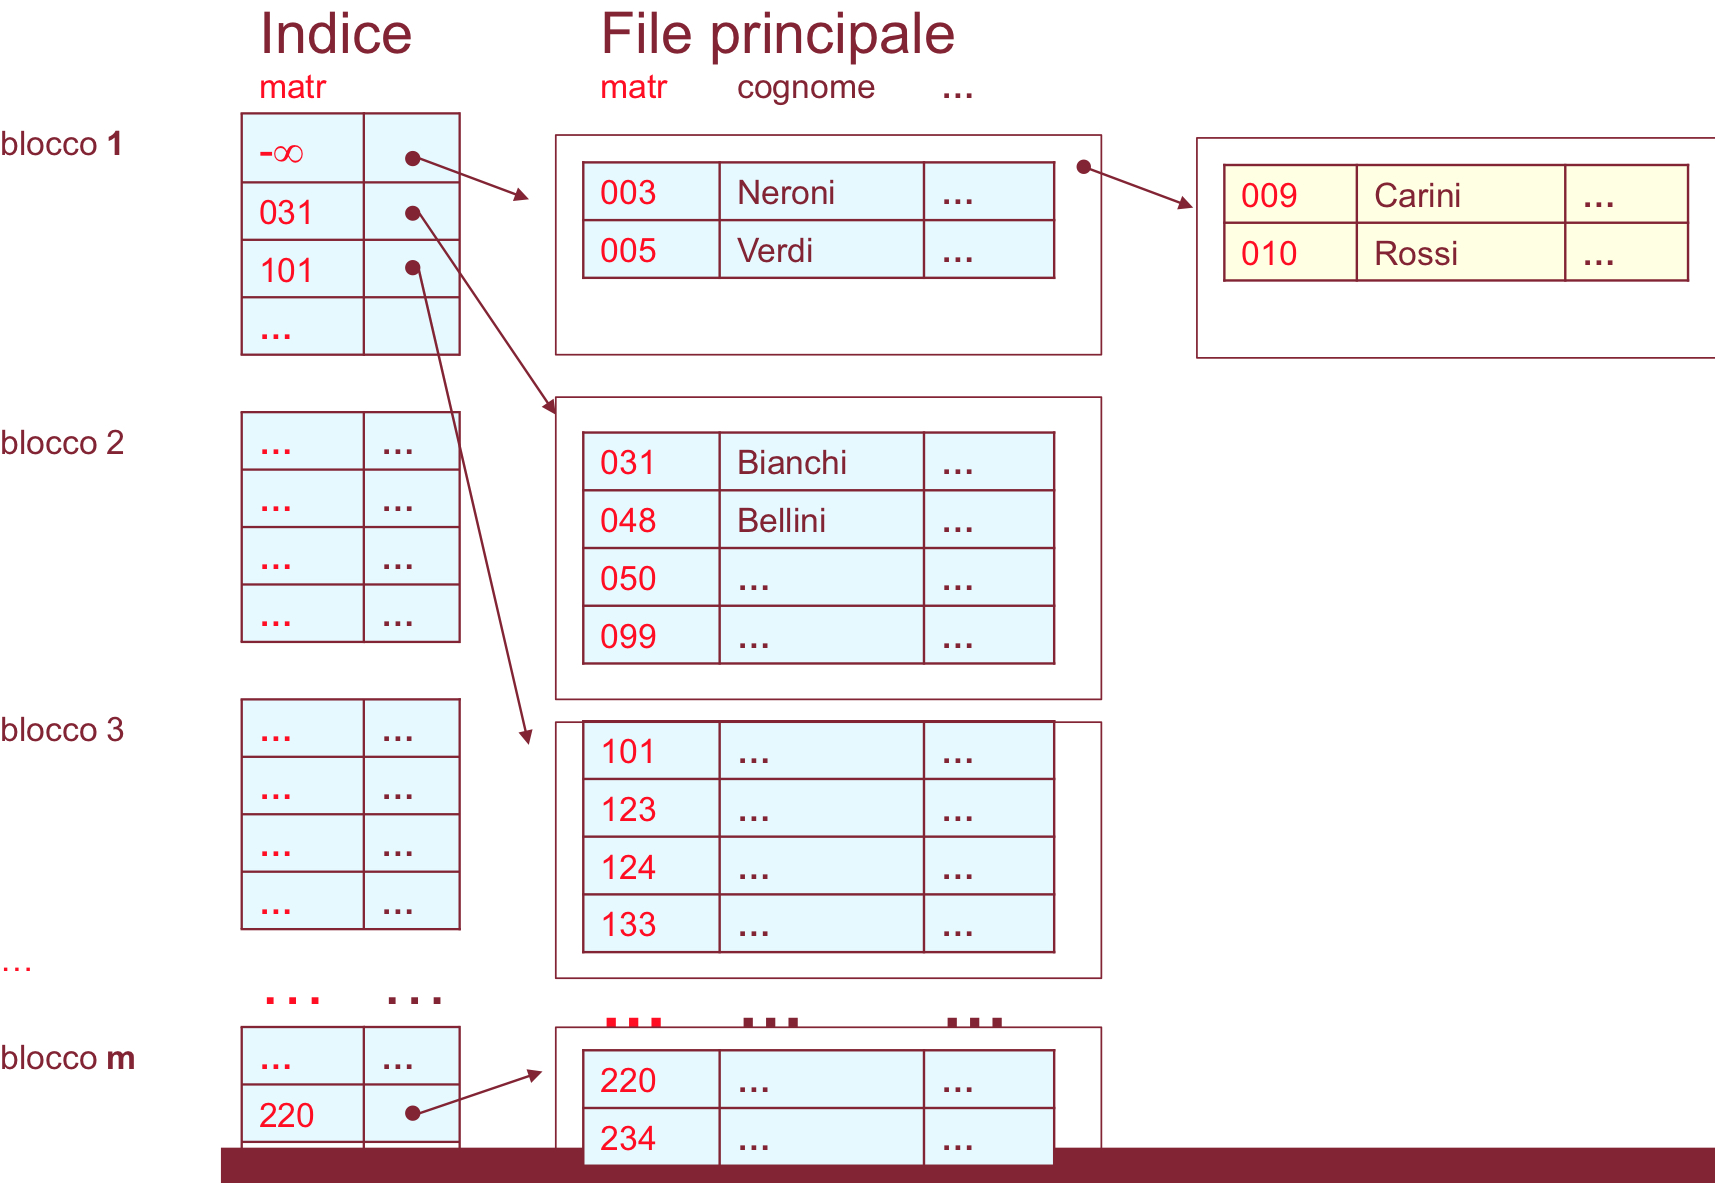 Indice File principale
matr matr cognome ...
blocco 1
-∞
031
101
...
003 Neroni ...
005 Verdi ...
009 Carini ...
010 Rossi ...
blocco 2
... ...
... ...
... ...
... ...
031 Bianchi ...
048 Bellini ...
050 ... ...
099 ... ...
blocco 3
... ...
... ...
... ...
... ...
101 ... ...
123 ... ...
124 ... ...
133 ... ...
...
... ... ... ... ...
blocco m
... ...
220
220 ... ...
234 ... ...